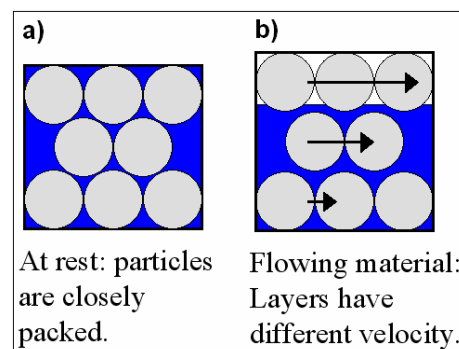 a)
At rest: particles
are closely
packed.
b)
Flowing material:
Layers have
different velocity.